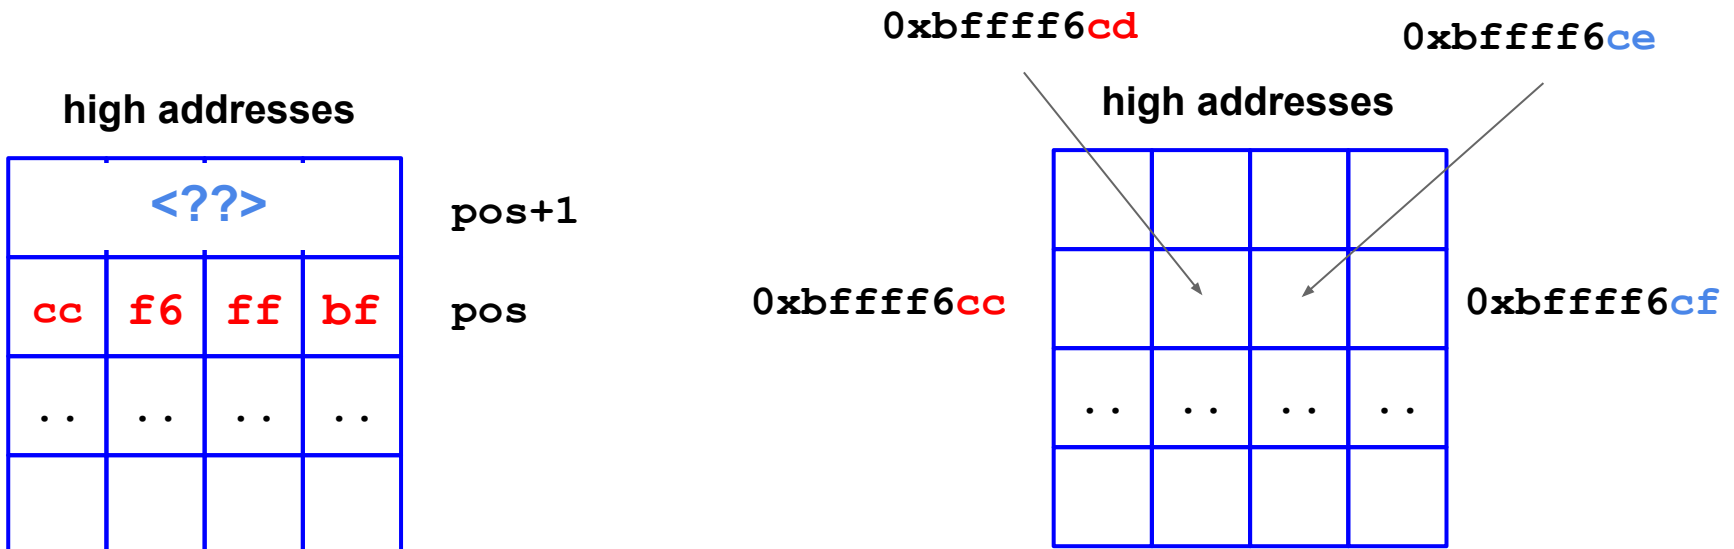 high addresses
<??> pos+1
cc f6 ff bf pos
.. .. .. ..
0xbffff6cd
0xbffff6ce
high addresses
0xbffff6cc 0xbffff6cf
.. .. .. ..